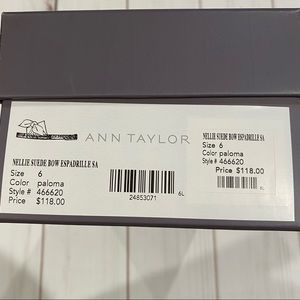 ANN TAYLOR
NELLIE SUEDE BOW ESPADRILLE SA
Size 6
Color paloma
Style # 466620
Price $118.00
24853071
6L
NELLIE SUEDE BOW ESPADRILLE SA
Size 6
Color paloma
Style # 466620
Price $118.00
6L